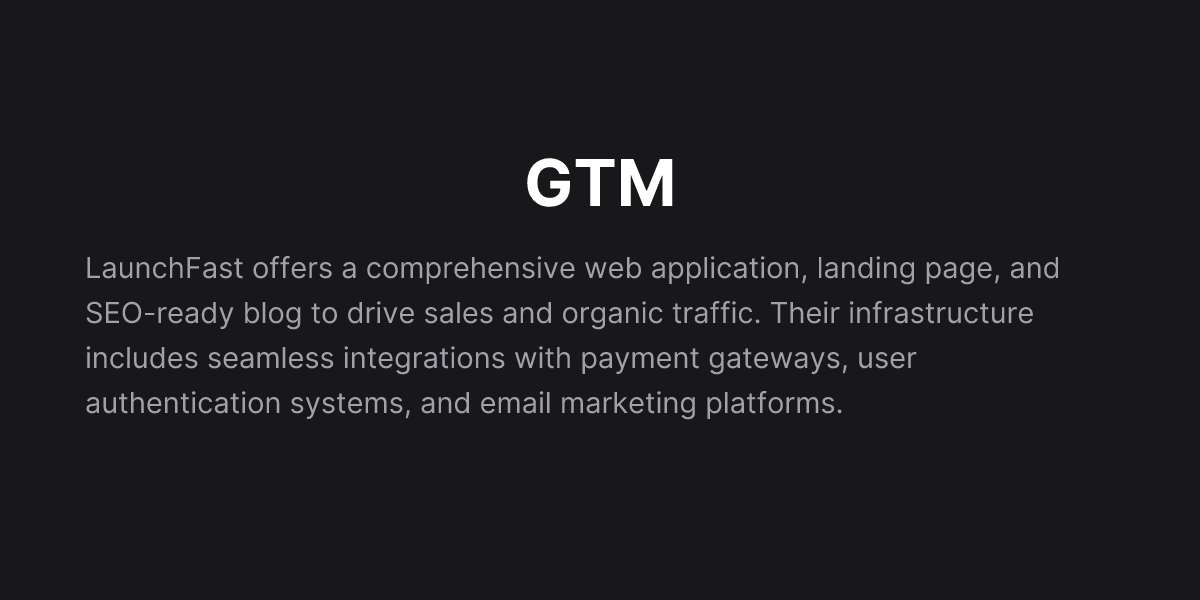 GTM
LaunchFast offers a comprehensive web application, landing page, and
SEO-ready blog to drive sales and organic traffic. Their infrastructure
includes seamless integrations with payment gateways, user
authentication systems, and email marketing platforms.